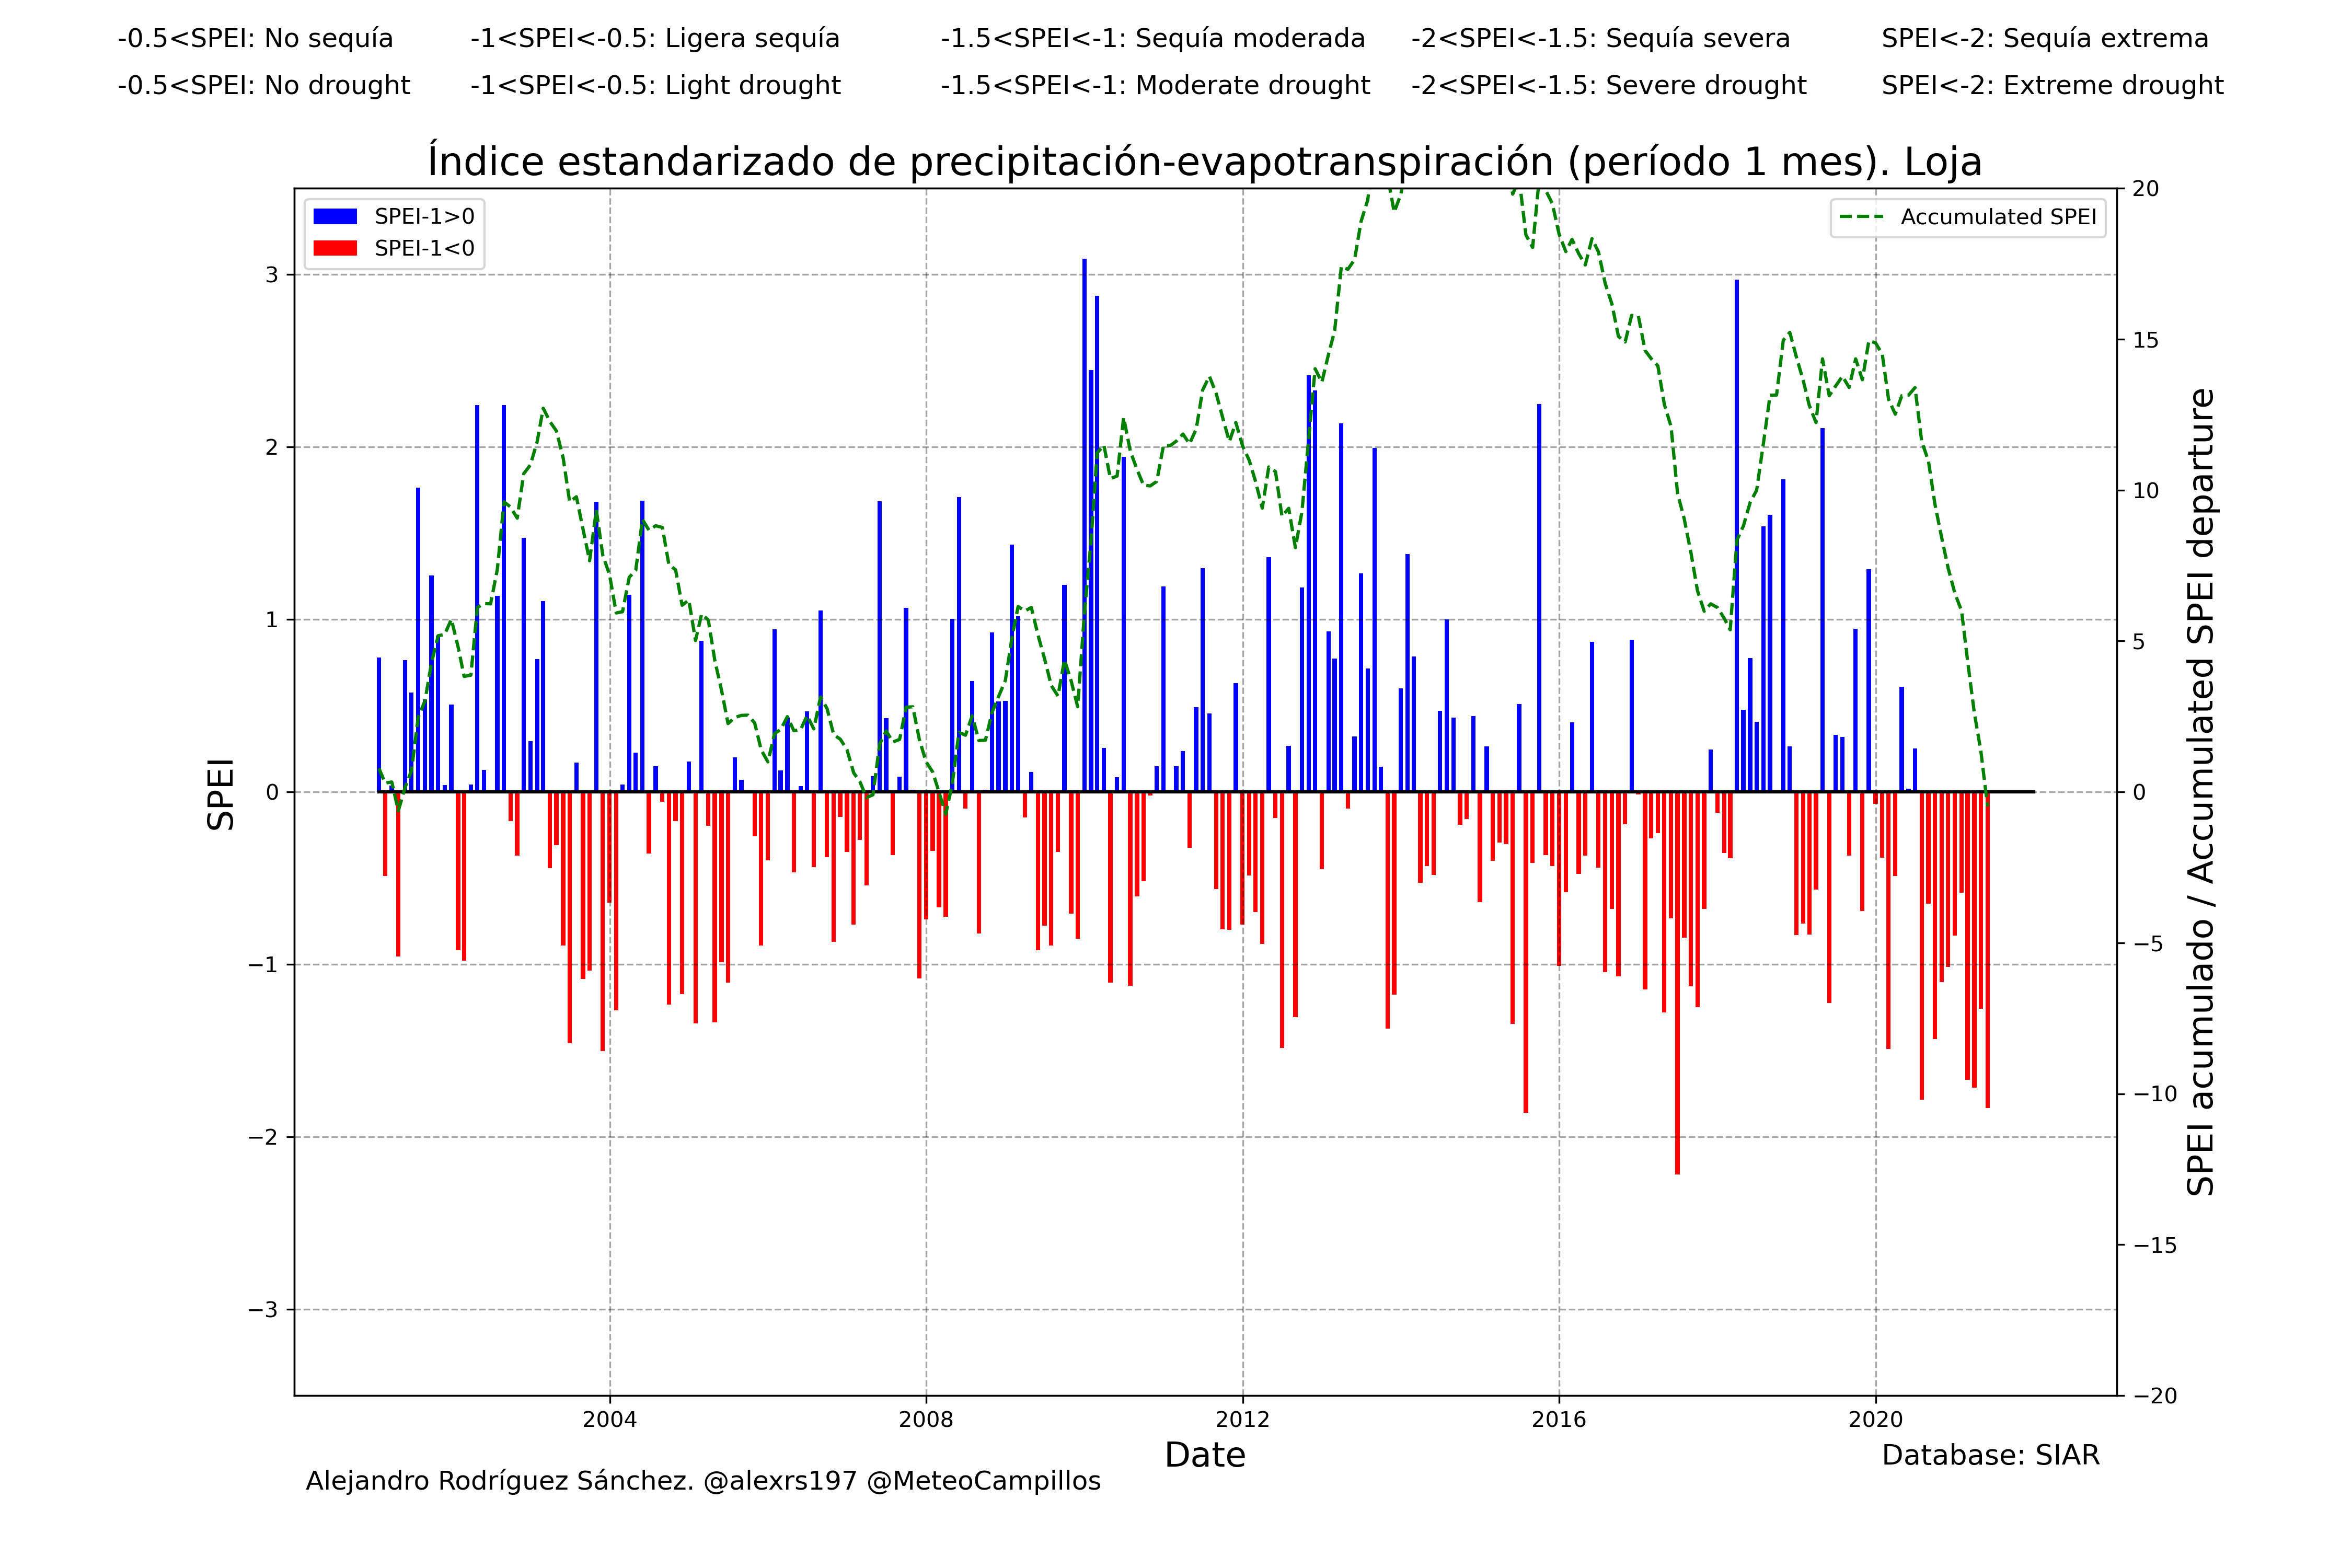 -0.5<SPEI: No sequía
-1<SPEI<-0.5: Ligera sequía
-1.5<SPEI<-1: Sequía moderada
-2<SPEI<-1.5: Sequía severa
SPEI<-2: Sequía extrema
-0.5<SPEI: No drought
-1<SPEI<-0.5: Light drought
-1.5<SPEI<-1: Moderate drought
-2<SPEI<-1.5: Severe drought
SPEI<-2: Extreme drought
Índice estandarizado de precipitación-evapotranspiración (período 1 mes). Loja
SPEI-1>0
SPEI-1<0
Accumulated SPEI
SPEI
3
2
1
0
−1
−2
−3
20
15
10
5
0
−5
−10
−15
−20
SPEI acumulado / Accumulated SPEI departure
2004
2008
2012
2016
2020
Date
Database: SIAR
Alejandro Rodríguez Sánchez. @alexrs197 @MeteoCampillos